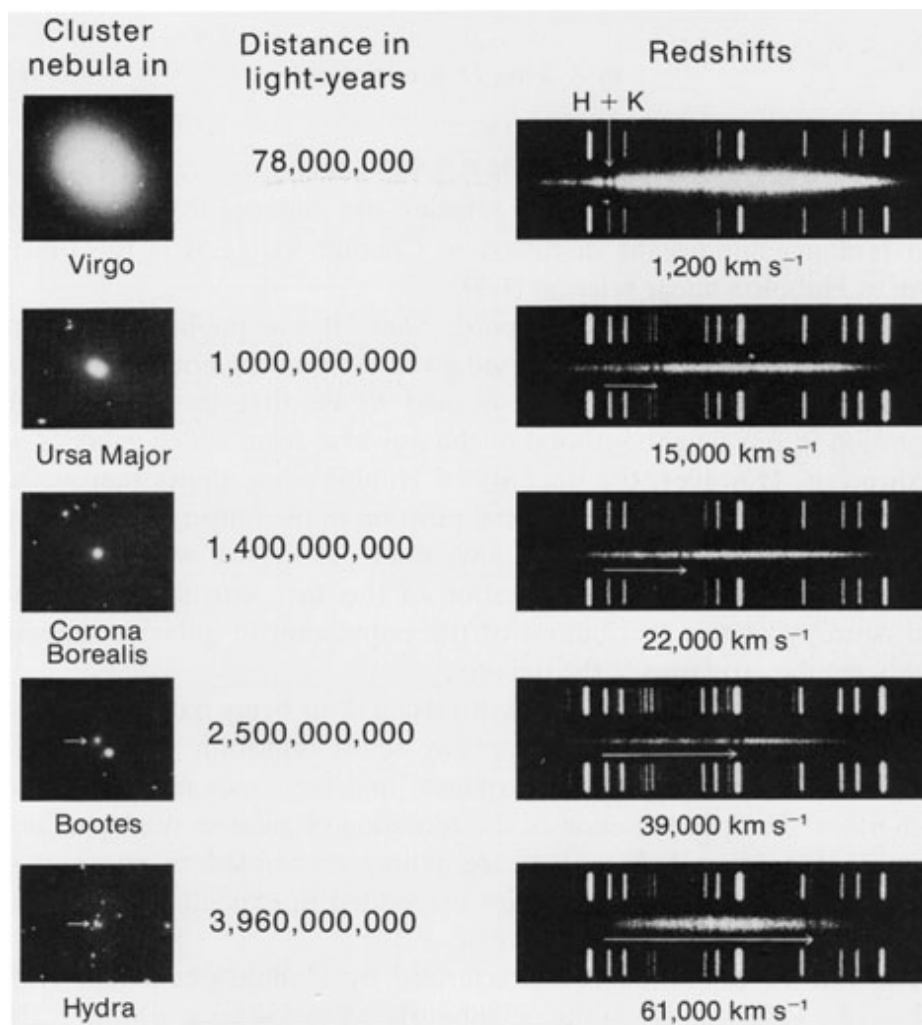 Cluster
nebula in
Distance in
light-years
Redshifts
H + K
78,000,000
Virgo
1,200 km s⁻¹
1,000,000,000
Ursa Major
15,000 km s⁻¹
1,400,000,000
Corona
Borealis
22,000 km s⁻¹
2,500,000,000
Bootes
39,000 km s⁻¹
3,960,000,000
Hydra
61,000 km s⁻¹